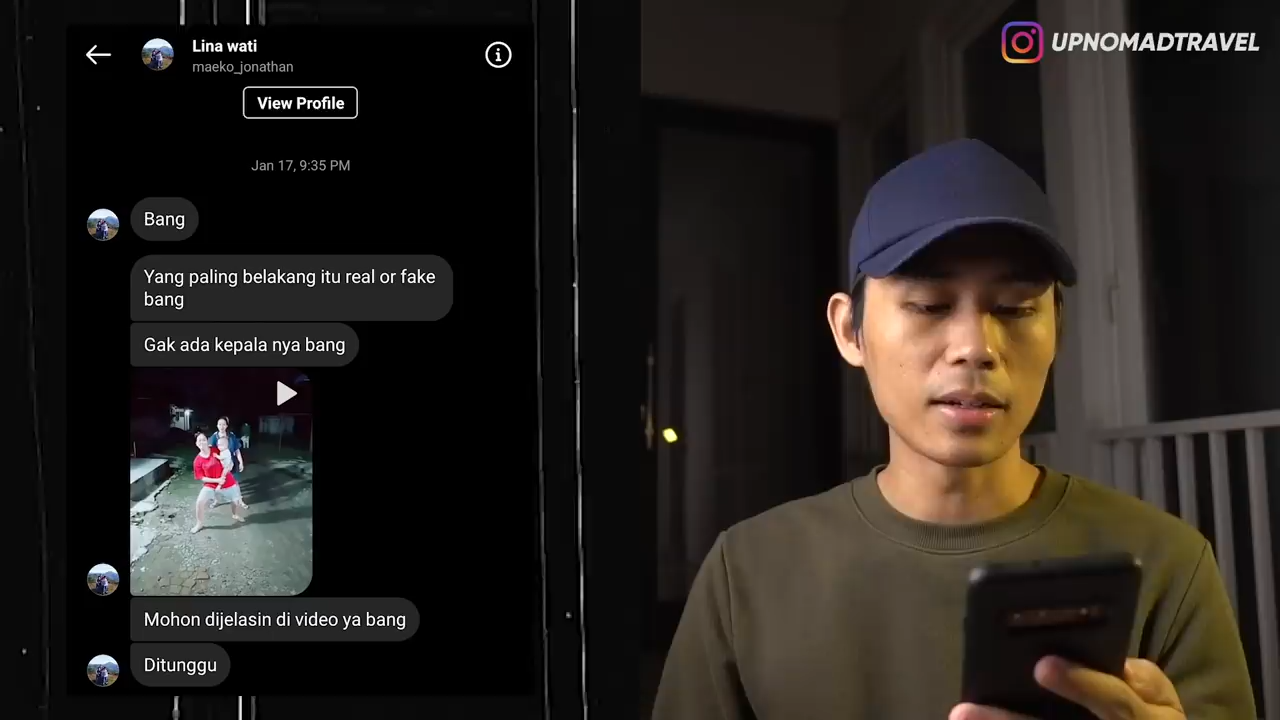 Lina wati
maeko_jonathan
View Profile
Jan 17, 9:35 PM
Bang
Yang paling belakang itu real or fake
bang
Gak ada kepala nya bang
Mohon dijelasin di video ya bang
Ditunggu
UPNOMADTRAVEL